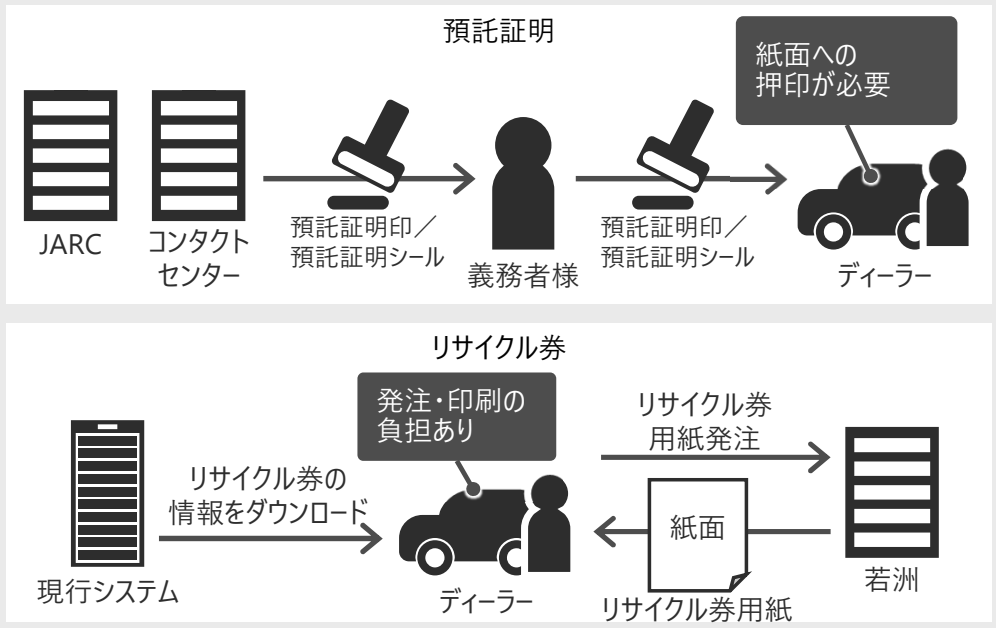 預託証明
紙面への
押印が必要
JARC
コンタクト
センター
預託証明印／
預託証明シール
義務者様
預託証明印／
預託証明シール
ディーラー
リサイクル券
発注・印刷の
負担あり
リサイクル券
用紙発注
リサイクル券の
情報をダウンロード
紙面
現行システム
ディーラー
リサイクル券用紙
若洲